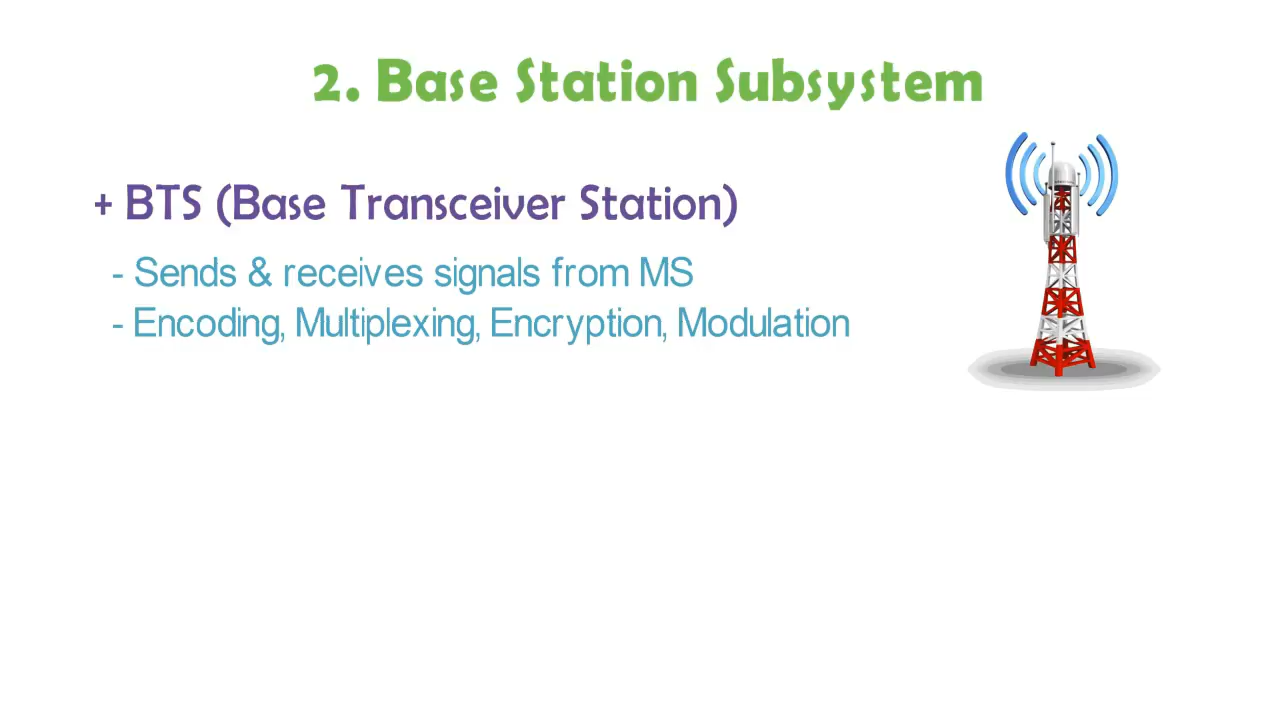 2. Base Station Subsystem
+ BTS (Base Transceiver Station)
- Sends & receives signals from MS
- Encoding, Multiplexing, Encryption, Modulation